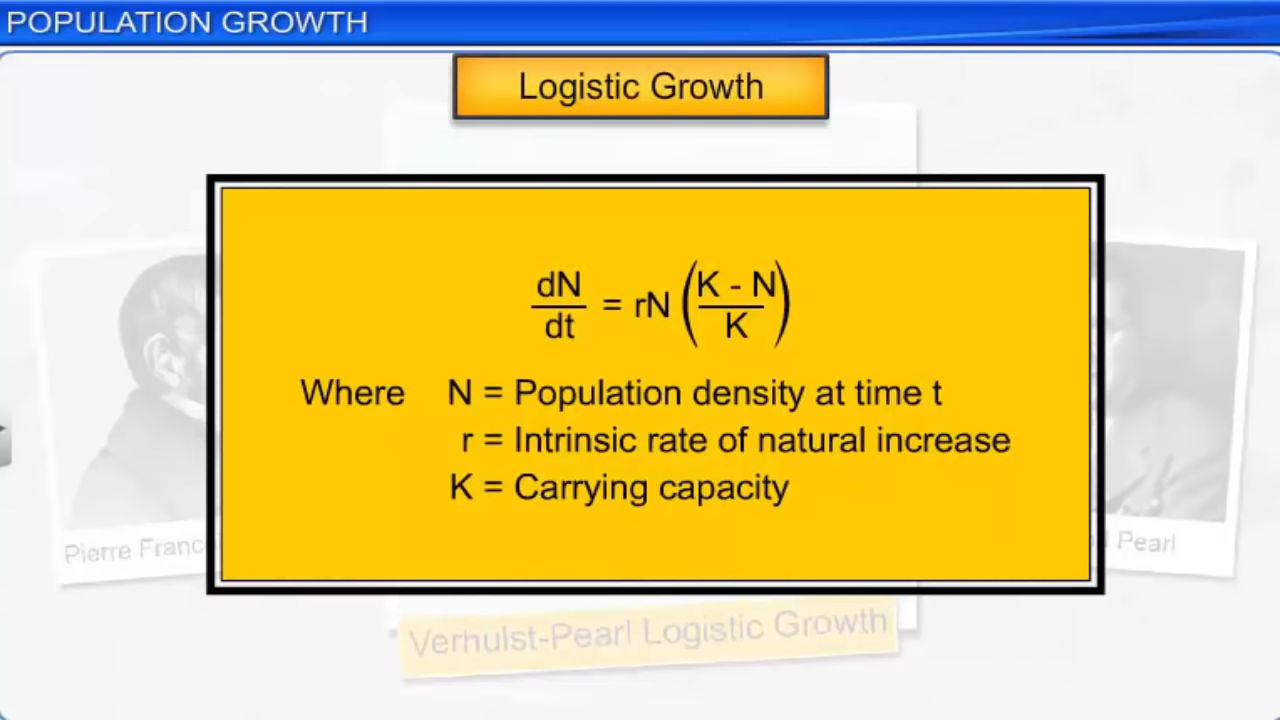 POPULATION GROWTH
Logistic Growth
dN/dt = rN (K - N/K)
Where N = Population density at time t
r = Intrinsic rate of natural increase
K = Carrying capacity
Pierre
Pearl
Verhulst-Pearl Logistic Growth